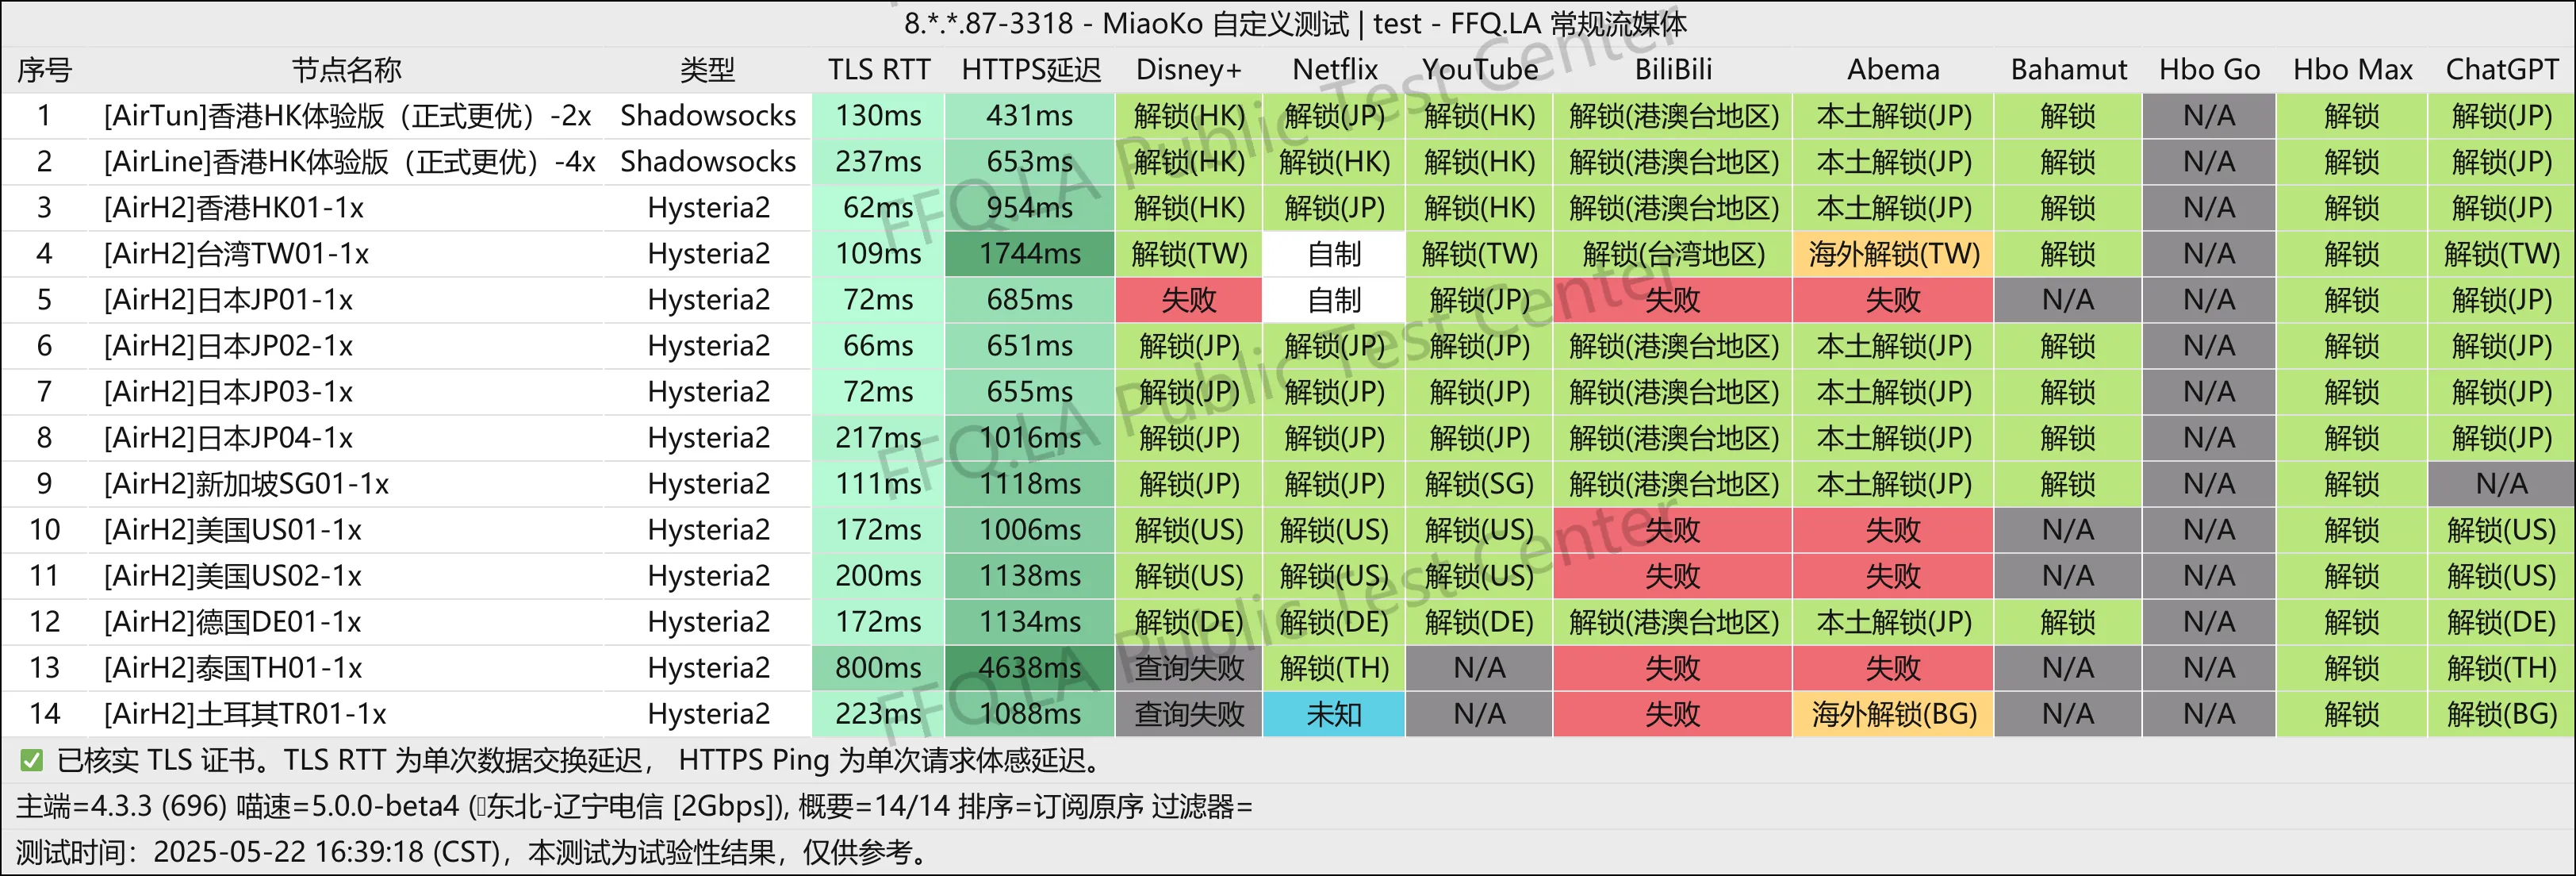 8.*.*.87-3318 - MiaoKo 自定义测试 | test - FFQ.LA 常规流媒体
序号 节点名称 类型 TLS RTT HTTPS延迟 Disney+ Netflix YouTube BiliBili Abema Bahamut Hbo Go Hbo Max ChatGPT
1 [AirTun]香港HK体验版（正式更优）-2x Shadowsocks 130ms 431ms 解锁(HK) 解锁(JP) 解锁(HK) 解锁(港澳台地区) 本土解锁(JP) 解锁 N/A 解锁 解锁(JP)
2 [AirLine]香港HK体验版（正式更优）-4x Shadowsocks 237ms 653ms 解锁(HK) 解锁(HK) 解锁(HK) 解锁(港澳台地区) 本土解锁(JP) 解锁 N/A 解锁 解锁(JP)
3 [AirH2]香港HK01-1x Hysteria2 62ms 954ms 解锁(HK) 解锁(JP) 解锁(HK) 解锁(港澳台地区) 本土解锁(JP) 解锁 N/A 解锁 解锁(JP)
4 [AirH2]台湾TW01-1x Hysteria2 109ms 1744ms 解锁(TW) 自制 解锁(TW) 解锁(台湾地区) 海外解锁(TW) 解锁 N/A 解锁 解锁(TW)
5 [AirH2]日本JP01-1x Hysteria2 72ms 685ms 失败 自制 解锁(JP) 失败 失败 N/A N/A 解锁 解锁(JP)
6 [AirH2]日本JP02-1x Hysteria2 66ms 651ms 解锁(JP) 解锁(JP) 解锁(JP) 解锁(港澳台地区) 本土解锁(JP) 解锁 N/A 解锁 解锁(JP)
7 [AirH2]日本JP03-1x Hysteria2 72ms 655ms 解锁(JP) 解锁(JP) 解锁(JP) 解锁(港澳台地区) 本土解锁(JP) 解锁 N/A 解锁 解锁(JP)
8 [AirH2]日本JP04-1x Hysteria2 217ms 1016ms 解锁(JP) 解锁(JP) 解锁(JP) 解锁(港澳台地区) 本土解锁(JP) 解锁 N/A 解锁 解锁(JP)
9 [AirH2]新加坡SG01-1x Hysteria2 111ms 1118ms 解锁(JP) 解锁(JP) 解锁(SG) 解锁(港澳台地区) 本土解锁(JP) 解锁 N/A 解锁 N/A
10 [AirH2]美国US01-1x Hysteria2 172ms 1006ms 解锁(US) 解锁(US) 解锁(US) 失败 失败 N/A N/A 解锁 解锁(US)
11 [AirH2]美国US02-1x Hysteria2 200ms 1138ms 解锁(US) 解锁(US) 解锁(US) 失败 失败 N/A N/A 解锁 解锁(US)
12 [AirH2]德国DE01-1x Hysteria2 172ms 1134ms 解锁(DE) 解锁(DE) 解锁(DE) 解锁(港澳台地区) 本土解锁(JP) 解锁 N/A 解锁 解锁(DE)
13 [AirH2]泰国TH01-1x Hysteria2 800ms 4638ms 查询失败 解锁(TH) N/A 失败 失败 N/A N/A 解锁 解锁(TH)
14 [AirH2]土耳其TR01-1x Hysteria2 223ms 1088ms 查询失败 未知 N/A 失败 海外解锁(BG) N/A N/A 解锁 解锁(BG)
✅ 已核实 TLS 证书。TLS RTT 为单次数据交换延迟， HTTPS Ping 为单次请求体感延迟。
主端=4.3.3 (696) 喵速=5.0.0-beta4 (▯东北-辽宁电信 [2Gbps]), 概要=14/14 排序=订阅原序 过滤器=
测试时间：2025-05-22 16:39:18 (CST)，本测试为试验性结果，仅供参考。
FFQ.LA Public Test Center
FFQ.LA Public Test Center
FFQ.LA Public Test Center